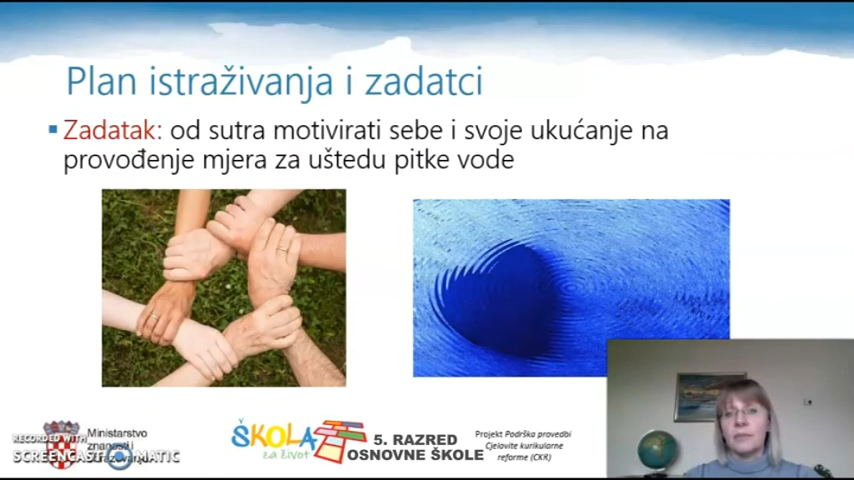 Plan istraživanja i zadatci
Zadatak: od sutra motivirati sebe i svoje ukućanje na
provođenje mjera za uštedu pitke vode
Ministarstvo
znanosti i
obrazovanja
RECORDED WITH
SCREENCAST MATIC
ŠKOLA
za život
5. RAZRED
OSNOVNE ŠKOLE
Projekt Podrška provedbi
Cjelovite kurikularne
reforme (CKR)